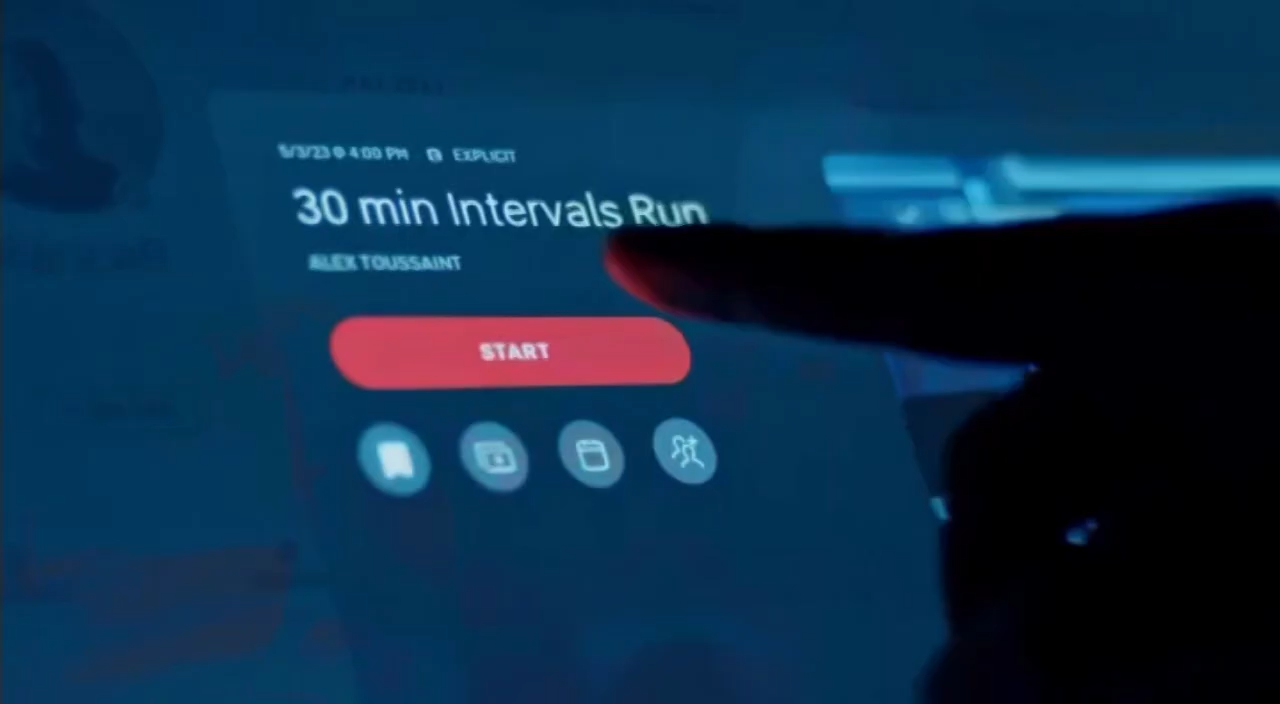 5/3/23 @ 4:00 PM EXPLICIT
30 min Intervals Run
ALEX TOUSSAINT
START